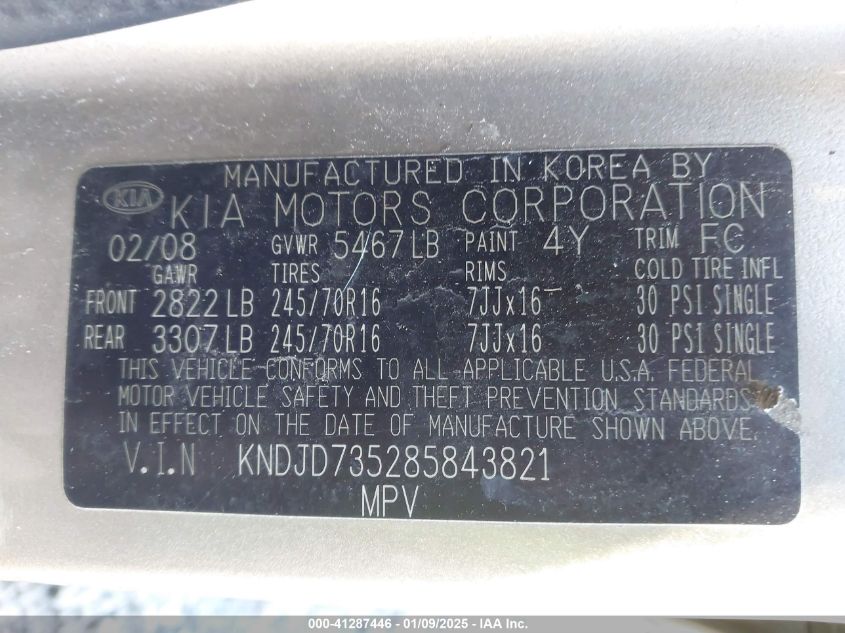 MANUFACTURED IN KOREA BY
KIA KIA MOTORS CORPORATION
02/08 GVWR 5467LB PAINT 4Y TRIM FC
GAWR TIRES RIMS COLD TIRE INFL
FRONT 2822LB 245/70R16 7JJx16 30 PSI SINGLE
REAR 3307LB 245/70R16 7JJx16 30 PSI SINGLE
THIS VEHICLE CONFORMS TO ALL APPLICABLE U.S.A. FEDERAL
MOTOR VEHICLE SAFETY AND THEFT PREVENTION STANDARDS
IN EFFECT ON THE DATE OF MANUFACTURE SHOWN ABOVE.
V.I.N KNDJD735285843821
MPV
000-41287446 - 01/09/2025 - IAA Inc.